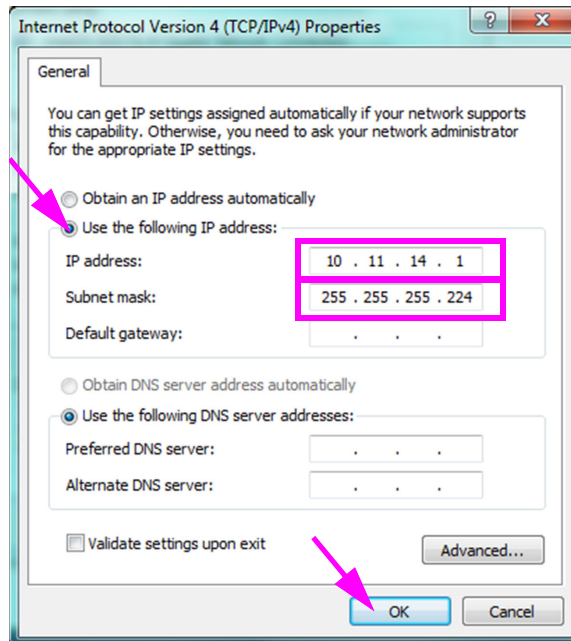 Internet Protocol Version 4 (TCP/IPv4) Properties
General
You can get IP settings assigned automatically if your network supports
this capability. Otherwise, you need to ask your network administrator
for the appropriate IP settings.
Obtain an IP address automatically
Use the following IP address:
IP address: 10 . 11 . 14 . 1
Subnet mask: 255 . 255 . 255 . 224
Default gateway: . . .
Obtain DNS server address automatically
Use the following DNS server addresses:
Preferred DNS server: . . .
Alternate DNS server: . . .
Validate settings upon exit
Advanced...
OK Cancel